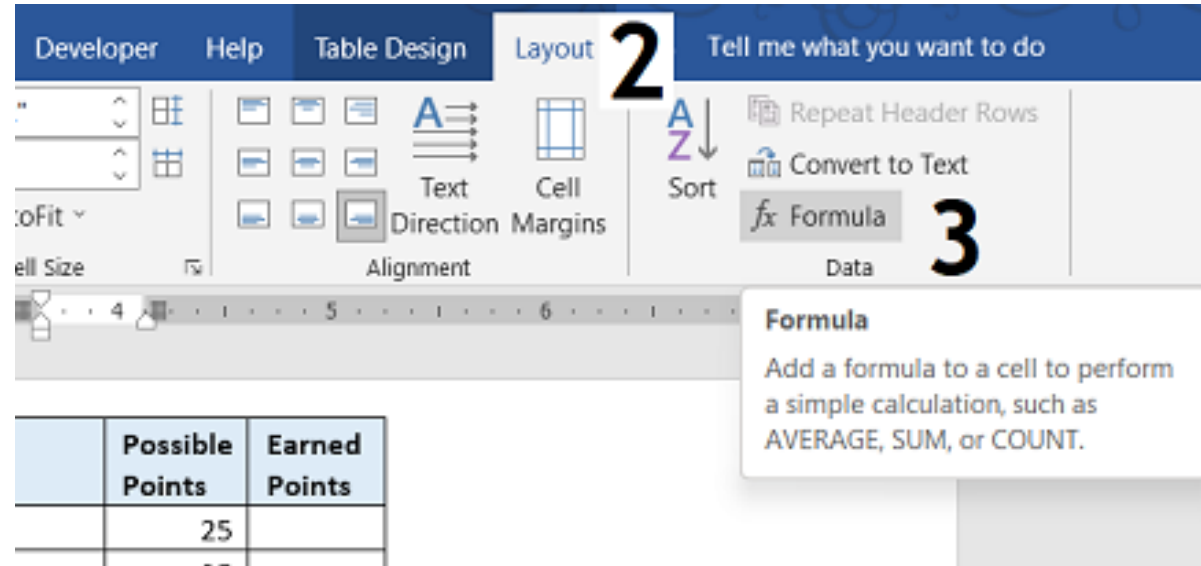 Developer Help Table Design Layout 2 Tell me what you want to do
"
A Text Direction
Cell Margins
A Z Sort
Repeat Header Rows
Convert to Text
fx Formula 3
toFit
ell Size
Alignment
Data
4 5 6
Formula
Add a formula to a cell to perform
a simple calculation, such as
AVERAGE, SUM, or COUNT.
Possible Earned
Points Points
25